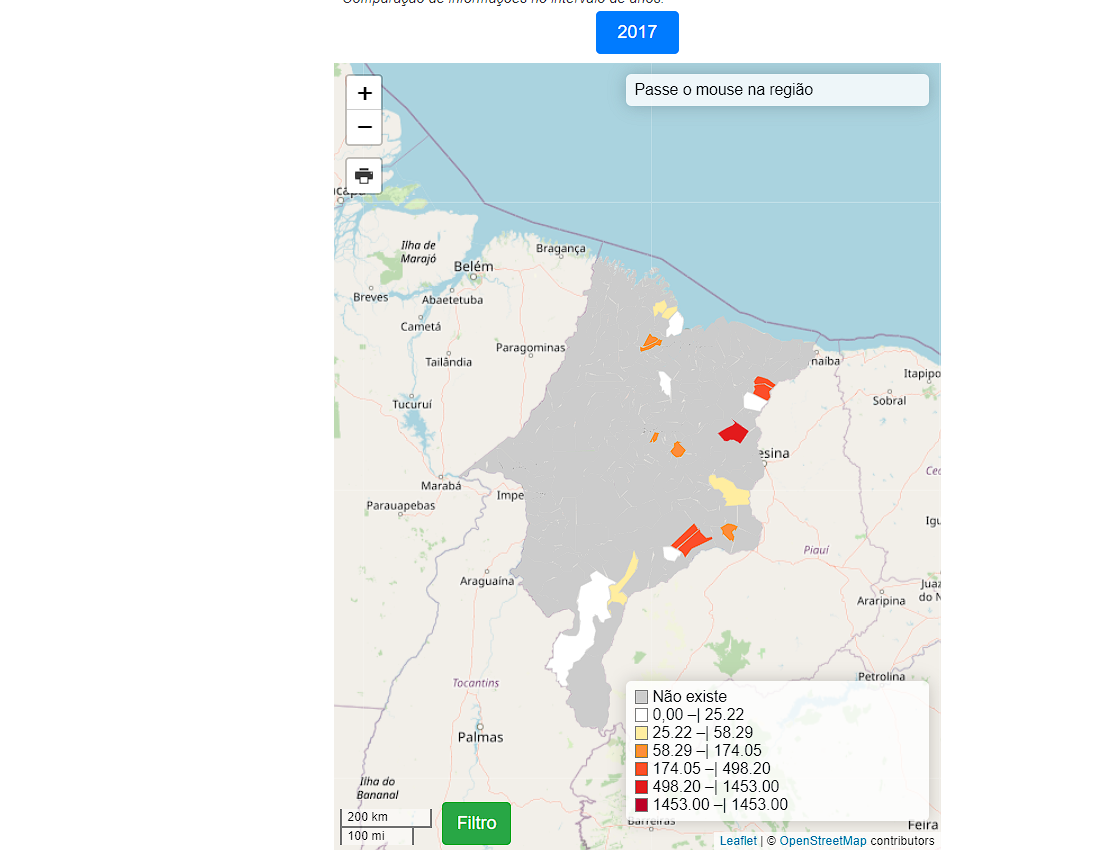 Comparação de informações no intervalo de anos.
2017
+
Passe o mouse na região
−
Ilha de
Marajó
Bragança
Belém
Breves
Abaetetuba
Cametá
Paragominas
Tailândia
naíba
Itapipo
Tucuruí
Sobral
esina
Marabá
Impe
Parauapebas
Piauí
Araguaína
Araripina
Juaz
do N
Petrolina
Tocantins
Palmas
Não existe
0,00 –| 25.22
25.22 –| 58.29
58.29 –| 174.05
174.05 –| 498.20
498.20 –| 1453.00
1453.00 –| 1453.00
Ilha do
Bananal
200 km
100 mi
Filtro
Barreiras
Feira
Leaflet | © OpenStreetMap contributors